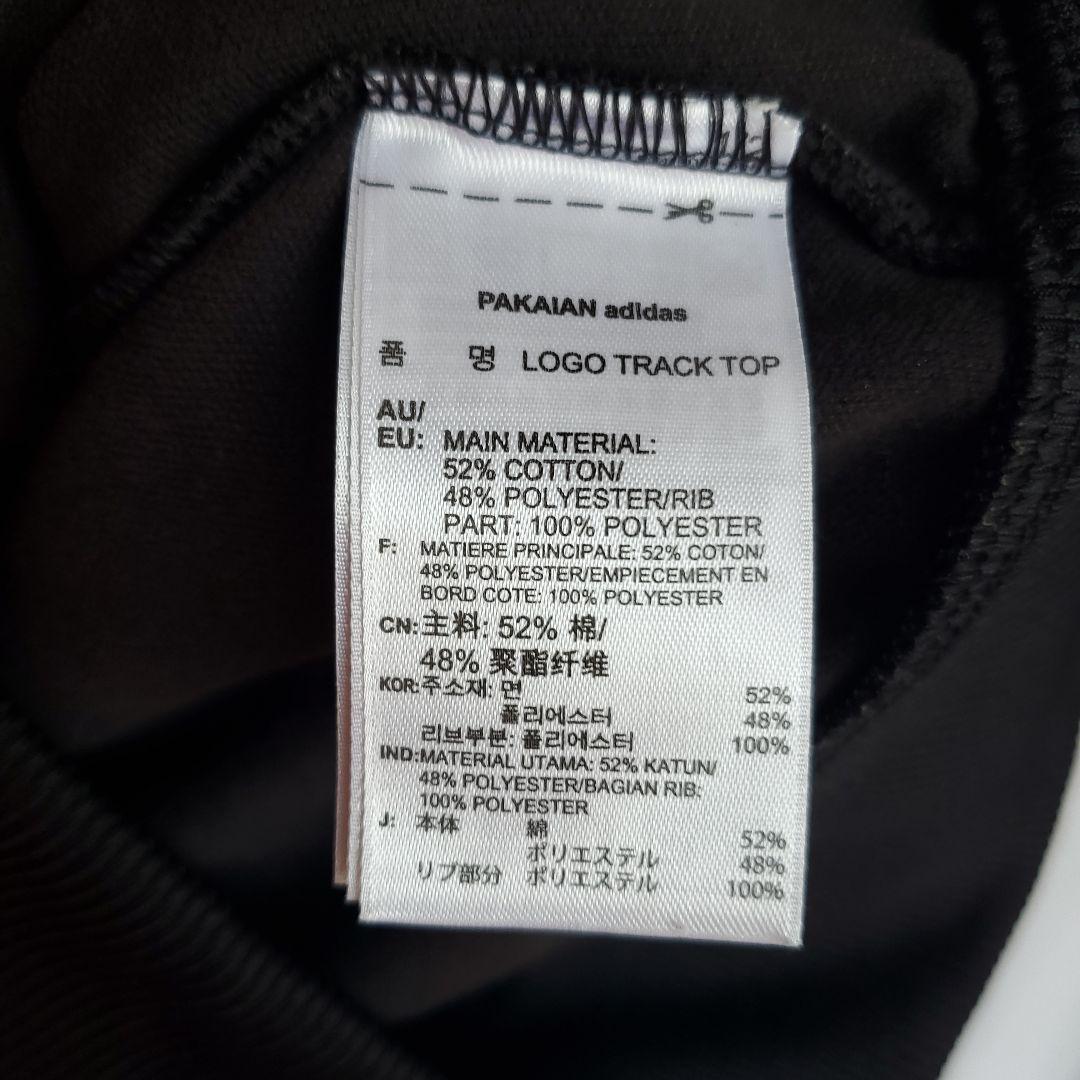 PAKAIAN adidas
품 명 LOGO TRACK TOP
AU/
EU: MAIN MATERIAL:
52% COTTON/
48% POLYESTER/RIB
PART: 100% POLYESTER
F: MATIERE PRINCIPALE: 52% COTON/
48% POLYESTER/EMPIECEMENT EN
BORD COTE: 100% POLYESTER
CN: 主料: 52% 棉/
48% 聚酯纤维
KOR: 주소재: 면 52%
폴리에스터 48%
리브부분: 폴리에스터 100%
IND: MATERIAL UTAMA: 52% KATUN/
48% POLYESTER/BAGIAN RIB:
100% POLYESTER
J: 本体 綿 52%
ポリエステル 48%
リブ部分 ポリエステル 100%